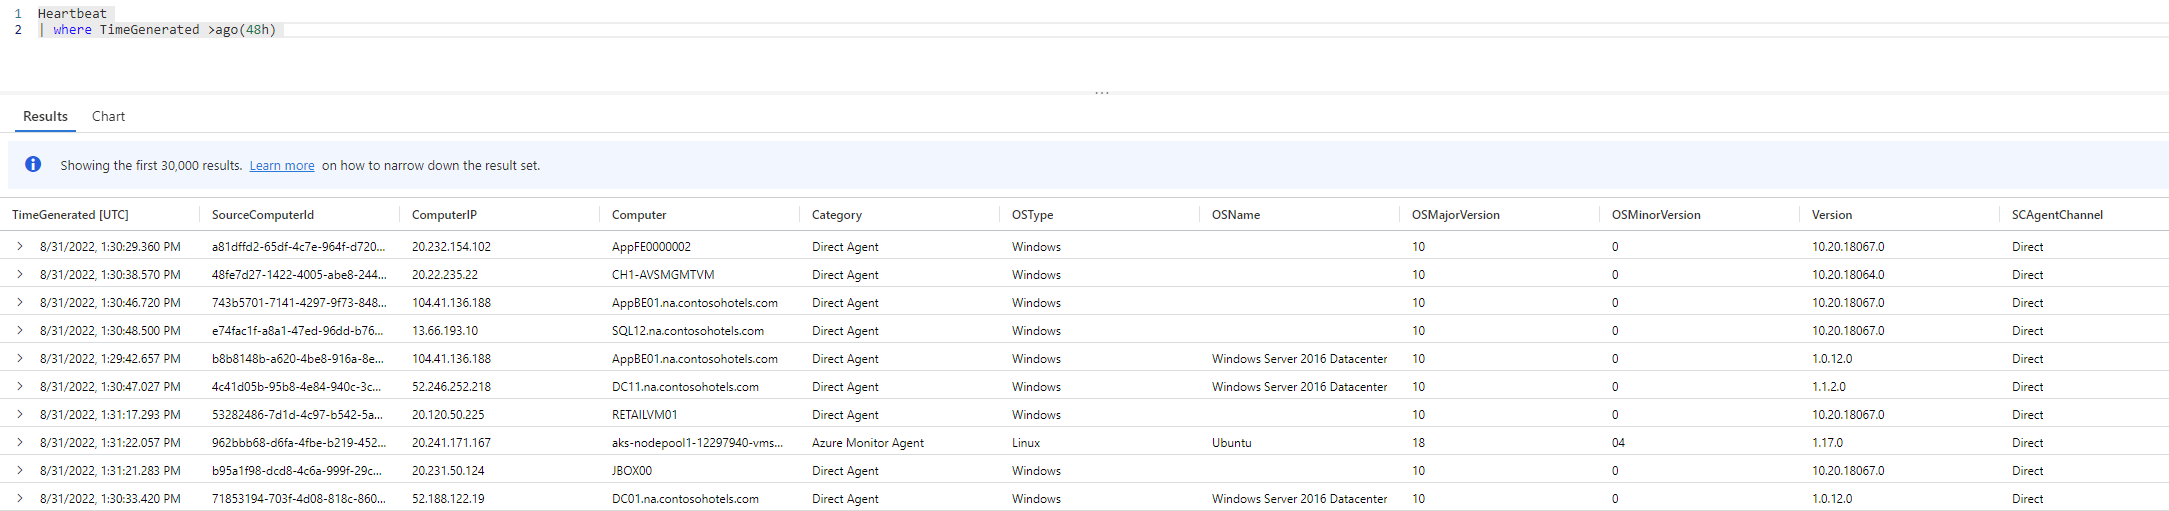 1 Heartbeat
2 | where TimeGenerated >ago(48h)
...
Results Chart
Showing the first 30,000 results. Learn more on how to narrow down the result set.
TimeGenerated [UTC] SourceComputerId ComputerIP Computer Category OSType OSName OSMajorVersion OSMinorVersion Version SCAgentChannel
8/31/2022, 1:30:29.360 PM a81dffd2-65df-4c7e-964f-d720... 20.232.154.102 AppFE0000002 Direct Agent Windows 10 0 10.20.18067.0 Direct
8/31/2022, 1:30:38.570 PM 48fe7d27-1422-4005-abe8-244... 20.22.235.22 CH1-AVSMGMTVM Direct Agent Windows 10 0 10.20.18064.0 Direct
8/31/2022, 1:30:46.720 PM 743b5701-7141-4297-9f73-848... 104.41.136.188 AppBE01.na.contosohotels.com Direct Agent Windows 10 0 10.20.18067.0 Direct
8/31/2022, 1:30:48.500 PM e74fac1f-a8a1-47ed-96dd-b76... 13.66.193.10 SQL12.na.contosohotels.com Direct Agent Windows 10 0 10.20.18067.0 Direct
8/31/2022, 1:29:42.657 PM b8b8148b-a620-4be8-916a-8e... 104.41.136.188 AppBE01.na.contosohotels.com Direct Agent Windows Windows Server 2016 Datacenter 10 0 1.0.12.0 Direct
8/31/2022, 1:30:47.027 PM 4c41d05b-95b8-4e84-940c-3c... 52.246.252.218 DC11.na.contosohotels.com Direct Agent Windows Windows Server 2016 Datacenter 10 0 1.1.2.0 Direct
8/31/2022, 1:31:17.293 PM 53282486-7d1d-4c97-b542-5a... 20.120.50.225 RETAILVM01 Direct Agent Windows 10 0 10.20.18067.0 Direct
8/31/2022, 1:31:22.057 PM 962bbb68-d6fa-4fbe-b219-452... 20.241.171.167 aks-nodepool1-12297940-vms... Azure Monitor Agent Linux Ubuntu 18 04 1.17.0 Direct
8/31/2022, 1:31:21.283 PM b95a1f98-dcd8-4c6a-999f-29c... 20.231.50.124 JBOX00 Direct Agent Windows 10 0 10.20.18067.0 Direct
8/31/2022, 1:30:33.420 PM 71853194-703f-4d08-818c-860... 52.188.122.19 DC01.na.contosohotels.com Direct Agent Windows Windows Server 2016 Datacenter 10 0 1.0.12.0 Direct